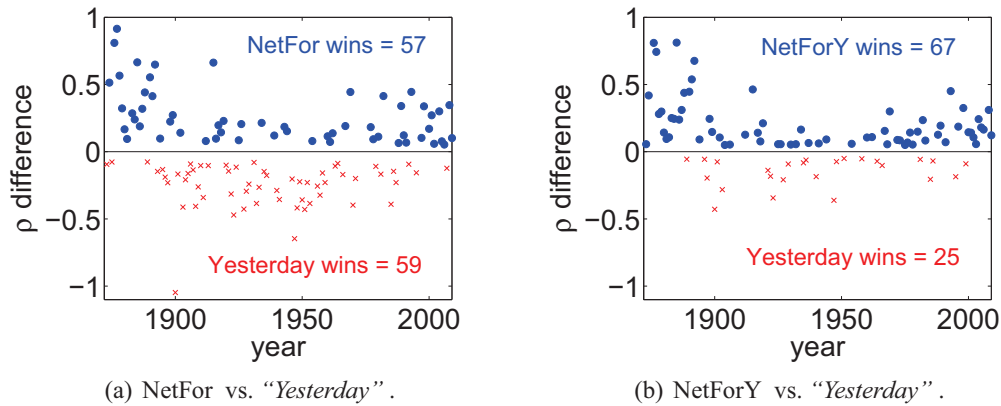 1
0.5
0
−0.5
−1
ρ difference
NetFor wins = 57
Yesterday wins = 59
1900
1950
2000
year
(a) NetFor vs. “Yesterday” .
1
0.5
0
−0.5
−1
ρ difference
NetForY wins = 67
Yesterday wins = 25
1900
1950
2000
year
(b) NetForY vs. “Yesterday” .